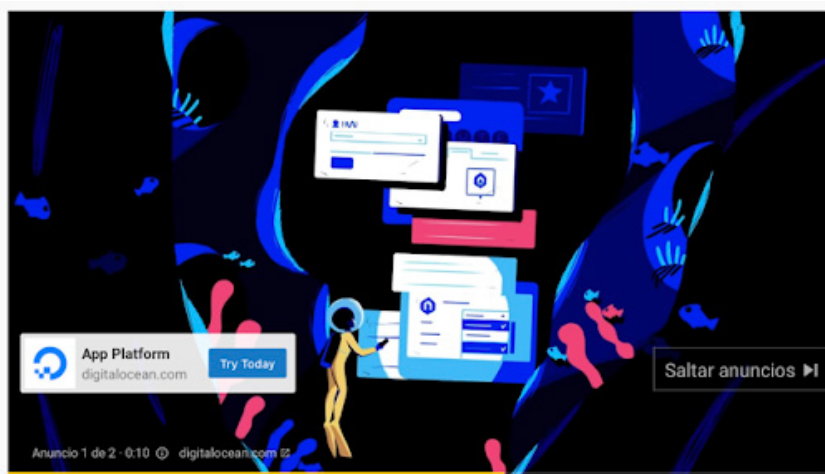 App Platform
digitalocean.com
Try Today
Saltar anuncios
Anuncio 1 de 2 · 0:10
digitalocean.com